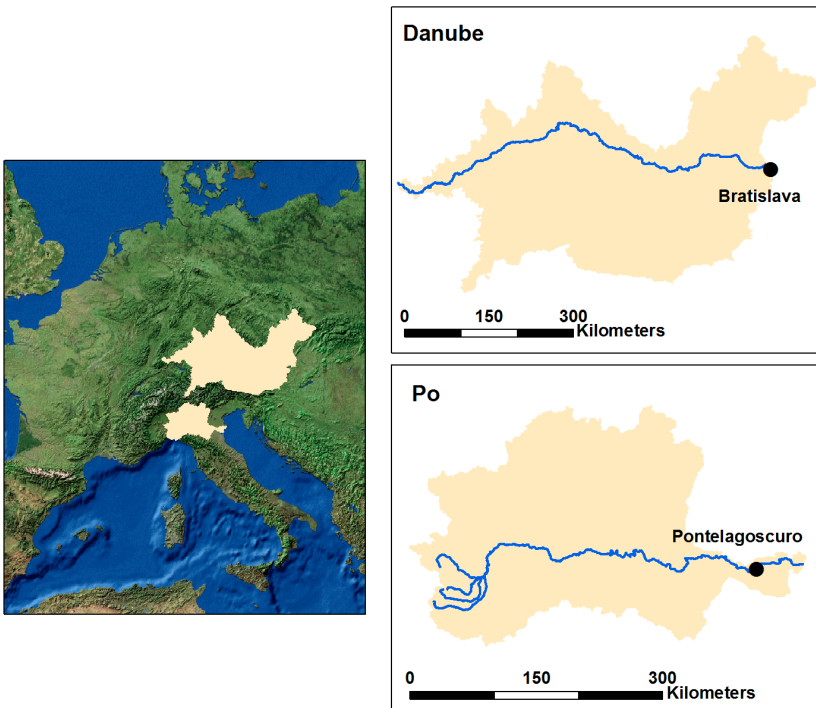 Danube
Bratislava
0 150 300
Kilometers
Po
Pontelagoscuro
0 150 300
Kilometers